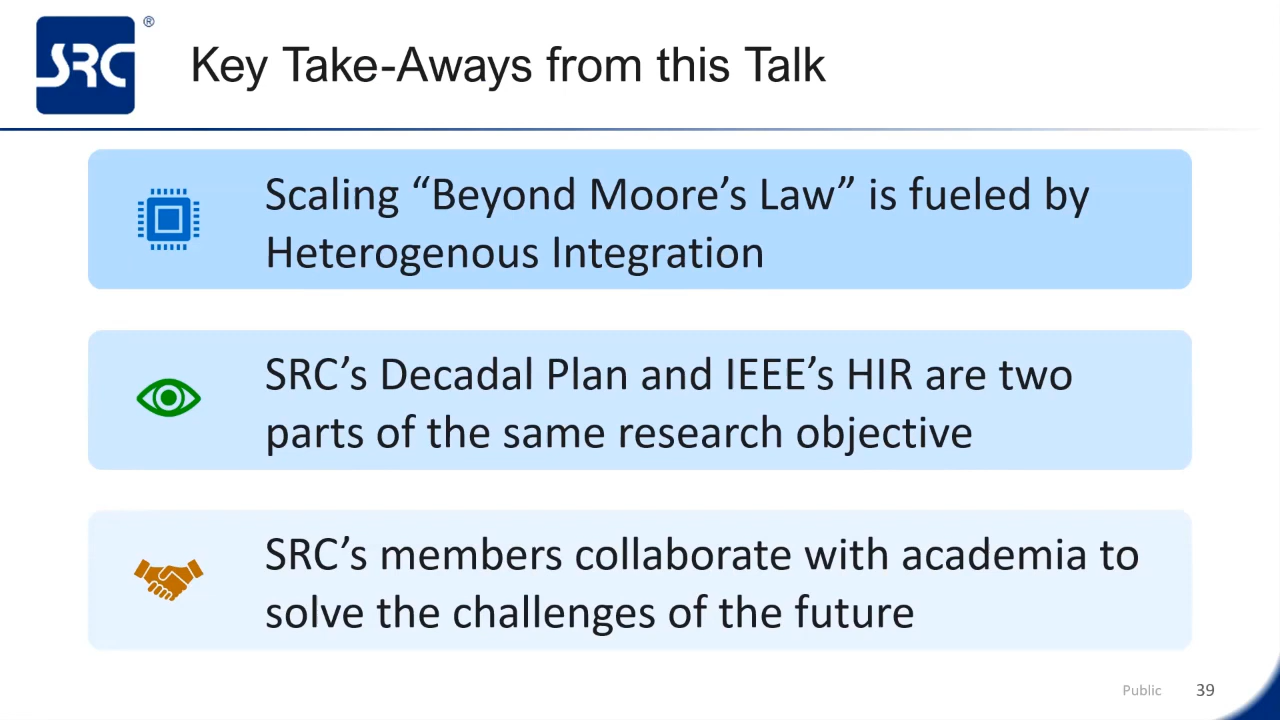 SRC®
Key Take-Aways from this Talk
Scaling “Beyond Moore’s Law” is fueled by
Heterogenous Integration
SRC’s Decadal Plan and IEEE’s HIR are two
parts of the same research objective
SRC’s members collaborate with academia to
solve the challenges of the future
Public 39